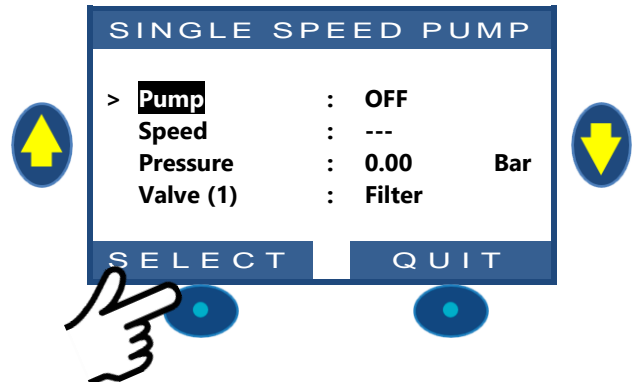 SINGLE SPEED PUMP
> Pump : OFF
Speed : ---
Pressure : 0.00 Bar
Valve (1) : Filter
SELECT QUIT